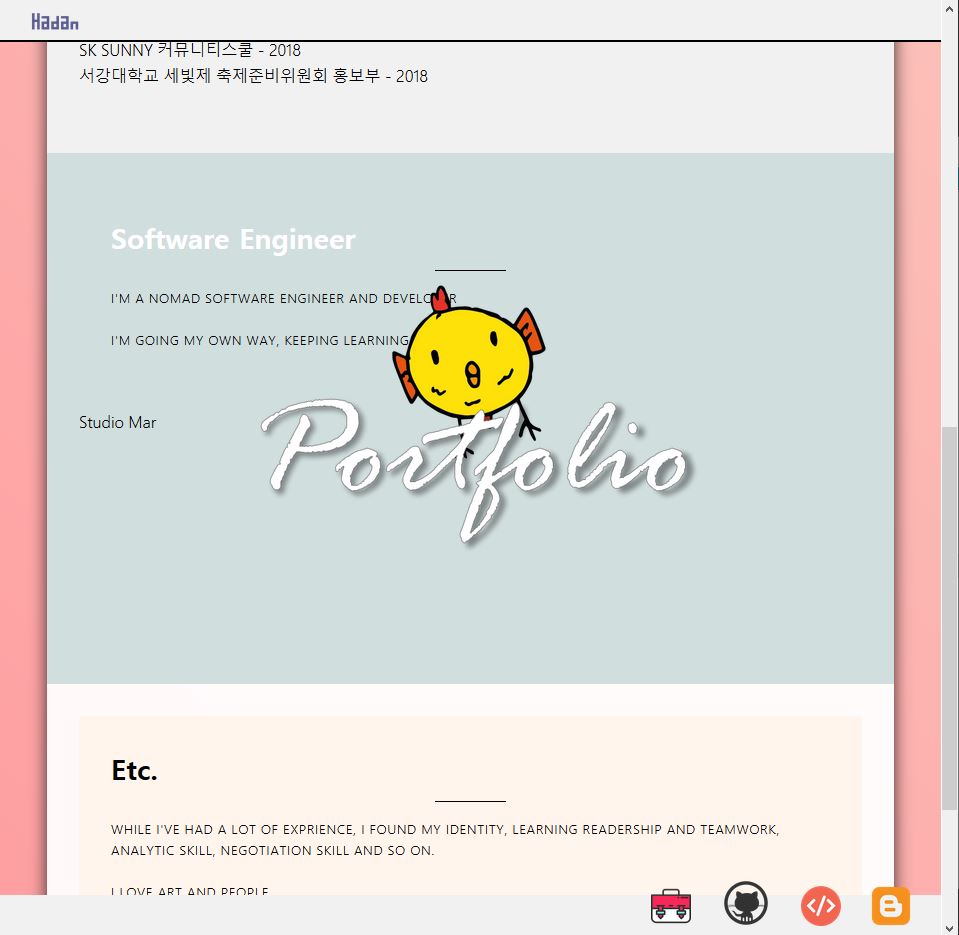 Hadan
SK SUNNY 커뮤니티스쿨 - 2018
서강대학교 세빛제 축제준비위원회 홍보부 - 2018
Software Engineer
I'M A NOMAD SOFTWARE ENGINEER AND DEVELOPER
I'M GOING MY OWN WAY, KEEPING LEARNING
Studio Mar
Portfolio
Etc.
WHILE I'VE HAD A LOT OF EXPRIENCE, I FOUND MY IDENTITY, LEARNING READERSHIP AND TEAMWORK,
ANALYTIC SKILL, NEGOTIATION SKILL AND SO ON.
I LOVE ART AND PEOPLE